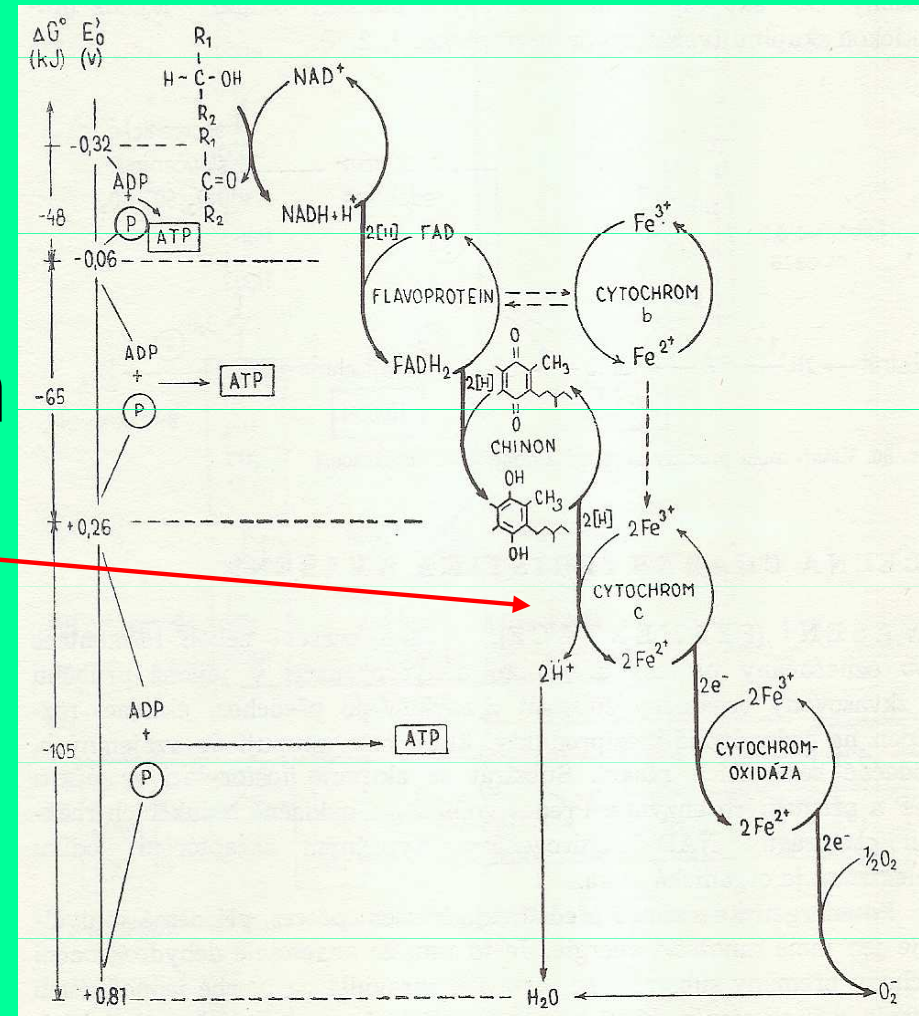 ΔG° E₀'
(kJ) (V)
R₁
H – C – OH
R₂
NAD⁺
R₁
C=O
R₂
NADH+H⁺
-0,32
ADP
+
P
ATP
-48
-0,06
2[H]
FAD
FLAVOPROTEIN
FADH₂
Fe³⁺
CYTOCHROM
b
Fe²⁺
ADP
+
P
ATP
-65
2[H]
O
CH₃
O
CHINON
OH
CH₃
OH
+0,26
2[H]
2Fe³⁺
CYTOCHROM
c
2Fe²⁺
2H⁺
2e⁻
2Fe³⁺
CYTOCHROM-
OXIDÁZA
2Fe²⁺
ADP
+
P
ATP
-105
2e⁻
½O₂
+0,81
H₂O
O₂⁻